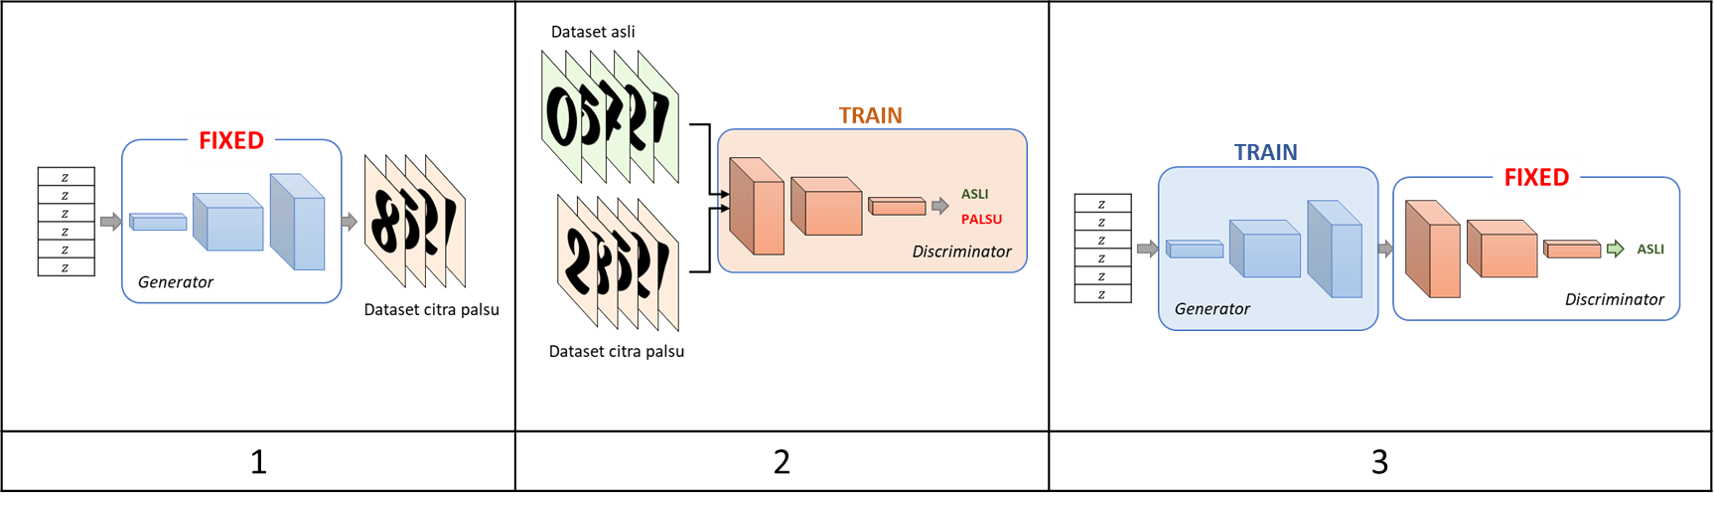 FIXED
z
z
z
z
z
z
Generator
Dataset citra palsu
1
Dataset asli
05721
TRAIN
ASLI
PALSU
Discriminator
Dataset citra palsu
2
TRAIN
z
z
z
z
z
z
Generator
FIXED
ASLI
Discriminator
3